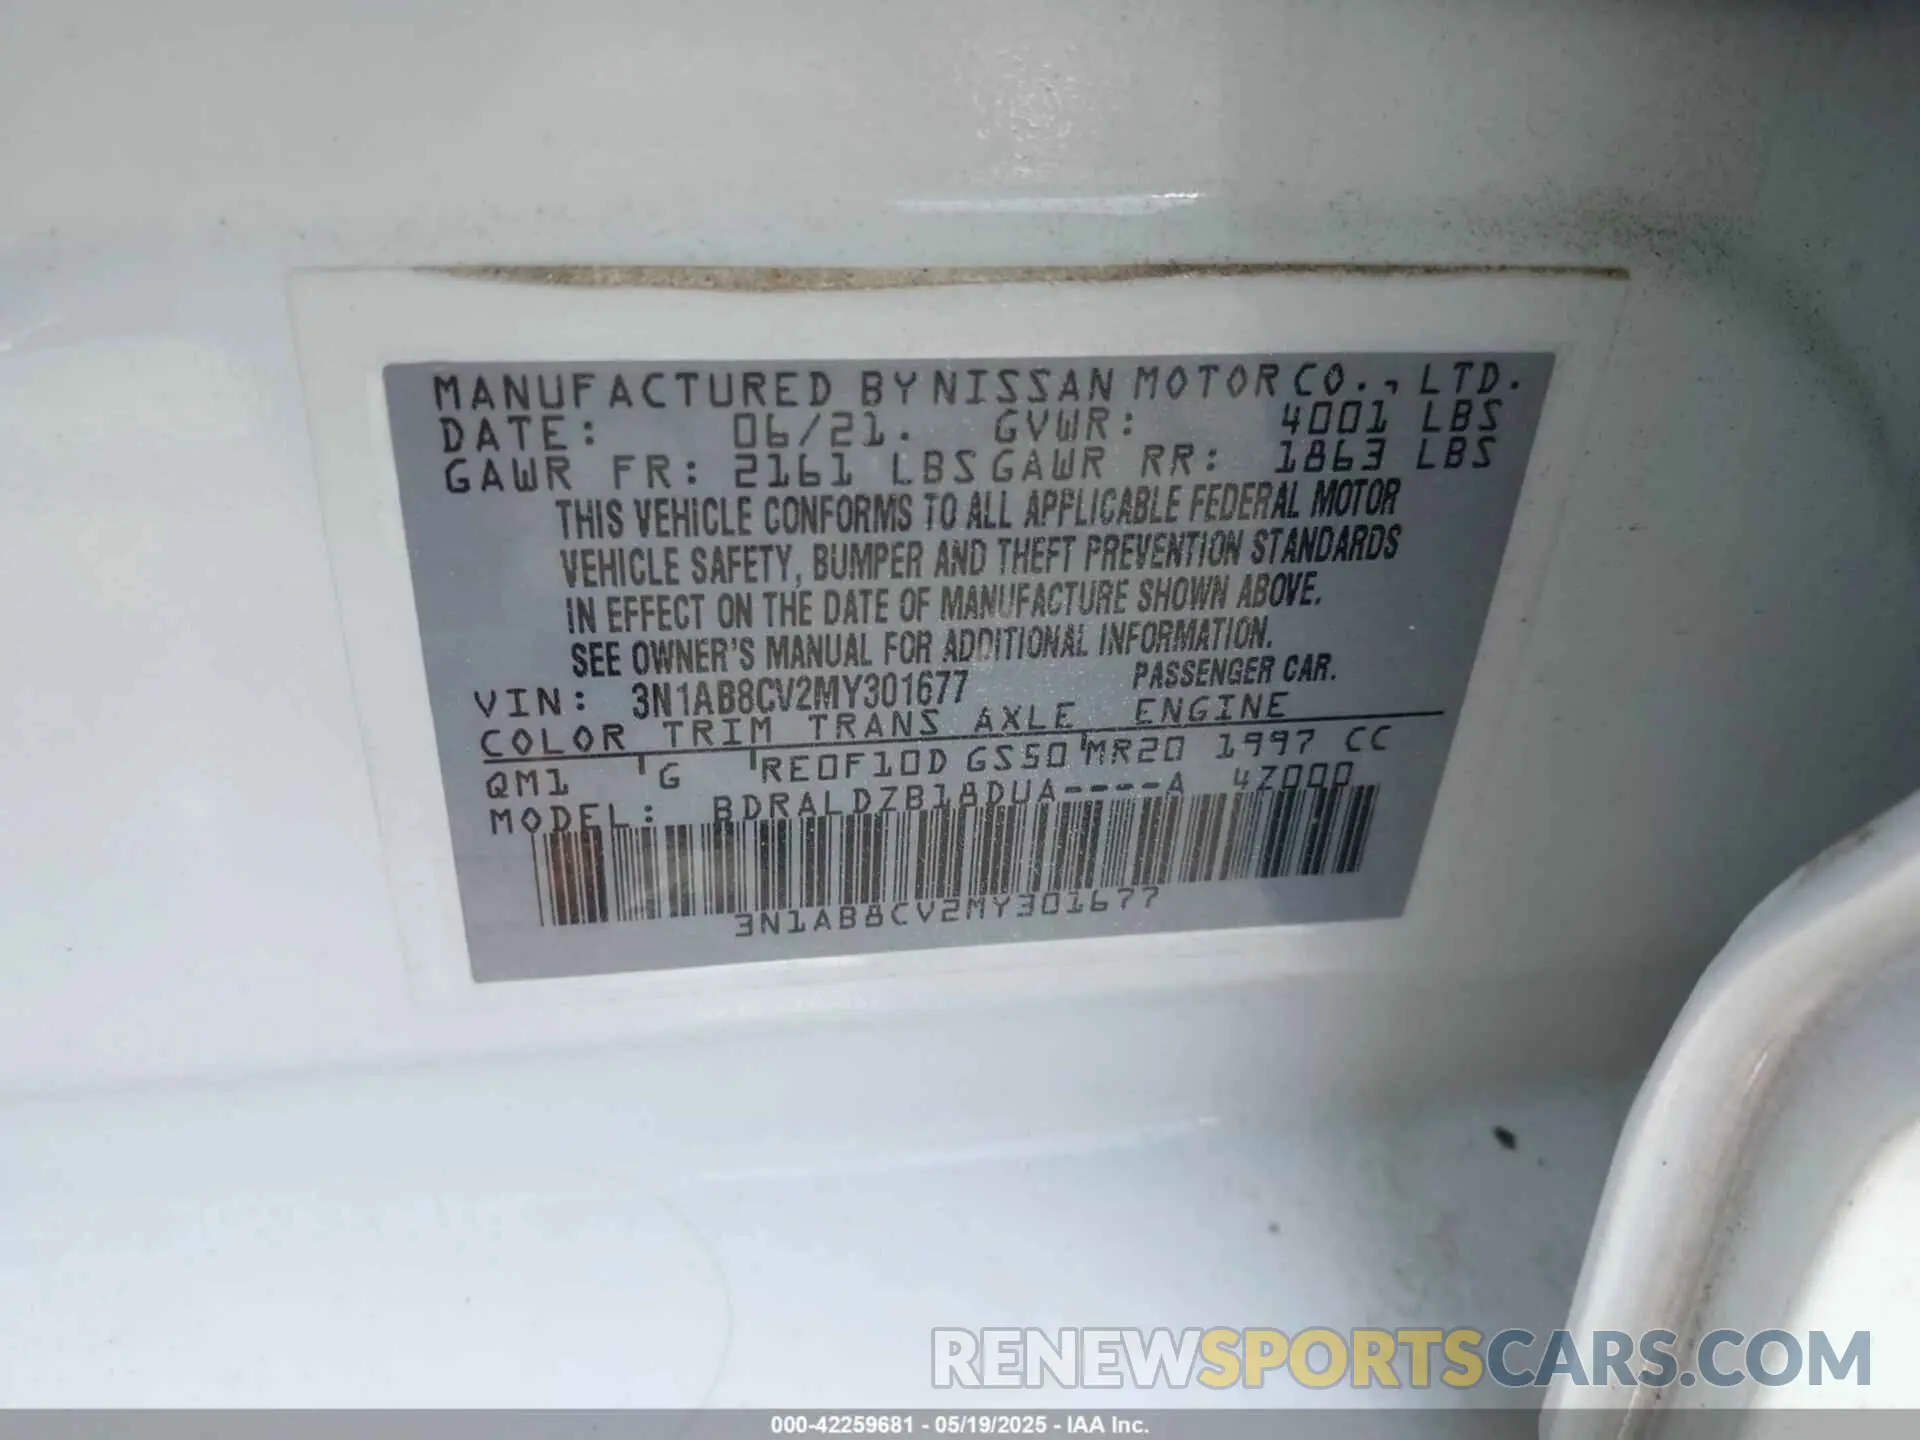 MANUFACTURED BY NISSAN MOTOR CO., LTD.
DATE: 06/21. GVWR: 4001 LBS
GAWR FR: 2161 LBS GAWR RR: 1863 LBS
THIS VEHICLE CONFORMS TO ALL APPLICABLE FEDERAL MOTOR
VEHICLE SAFETY, BUMPER AND THEFT PREVENTION STANDARDS
IN EFFECT ON THE DATE OF MANUFACTURE SHOWN ABOVE.
SEE OWNER'S MANUAL FOR ADDITIONAL INFORMATION.
VIN: 3N1AB8CV2MY301677 PASSENGER CAR.
COLOR TRIM TRANS AXLE ENGINE
QM1 G RE0F10D GS50 MR20 1997 CC
MODEL: BDRALDZB18DUA----A 4Z000
3N1AB8CV2MY301677
RENEWSPORTSCARS.COM
000-42259681 - 05/19/2025 - IAA Inc.